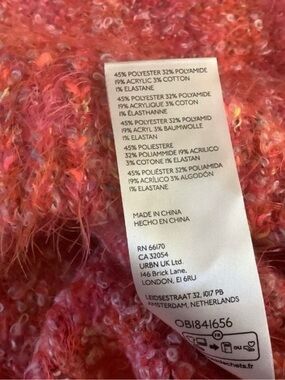 45% POLYESTER 32% POLYAMIDE
19% ACRYLIC 3% COTTON
1% ELASTANE
45% POLYESTER 32% POLYAMIDE
19% ACRYLIQUE 3% COTON
1% ÉLASTHANNE
45% POLYESTER 32% POLYAMID
19% ACRYL 3% BAUMWOLLE
1% ELASTAN
45% POLIESTERE
32% POLIAMMIDE 19% ACRILICO
3% COTONE 1% ELASTAN
45% POLIÉSTER 32% POLIAMIDA
19% ACRÍLICO 3% ALGODÓN
1% ELASTANE
MADE IN CHINA
HECHO EN CHINA
RN 66170
CA 32054
URBN UK Ltd.
146 Brick Lane,
LONDON, E1 6RU
LEIDSESTRAAT 32, 1017 PB
AMSTERDAM, NETHERLANDS
OB1841656
FR